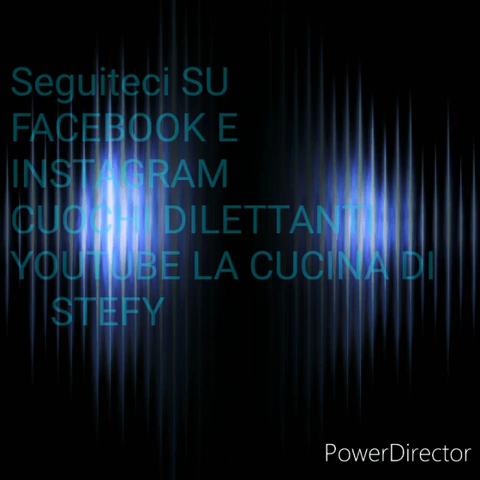 Seguiteci SU
FACEBOOK E
INSTAGRAM
CUOCHI DILETTANTI
YOUTUBE LA CUCINA DI
STEFY
PowerDirector